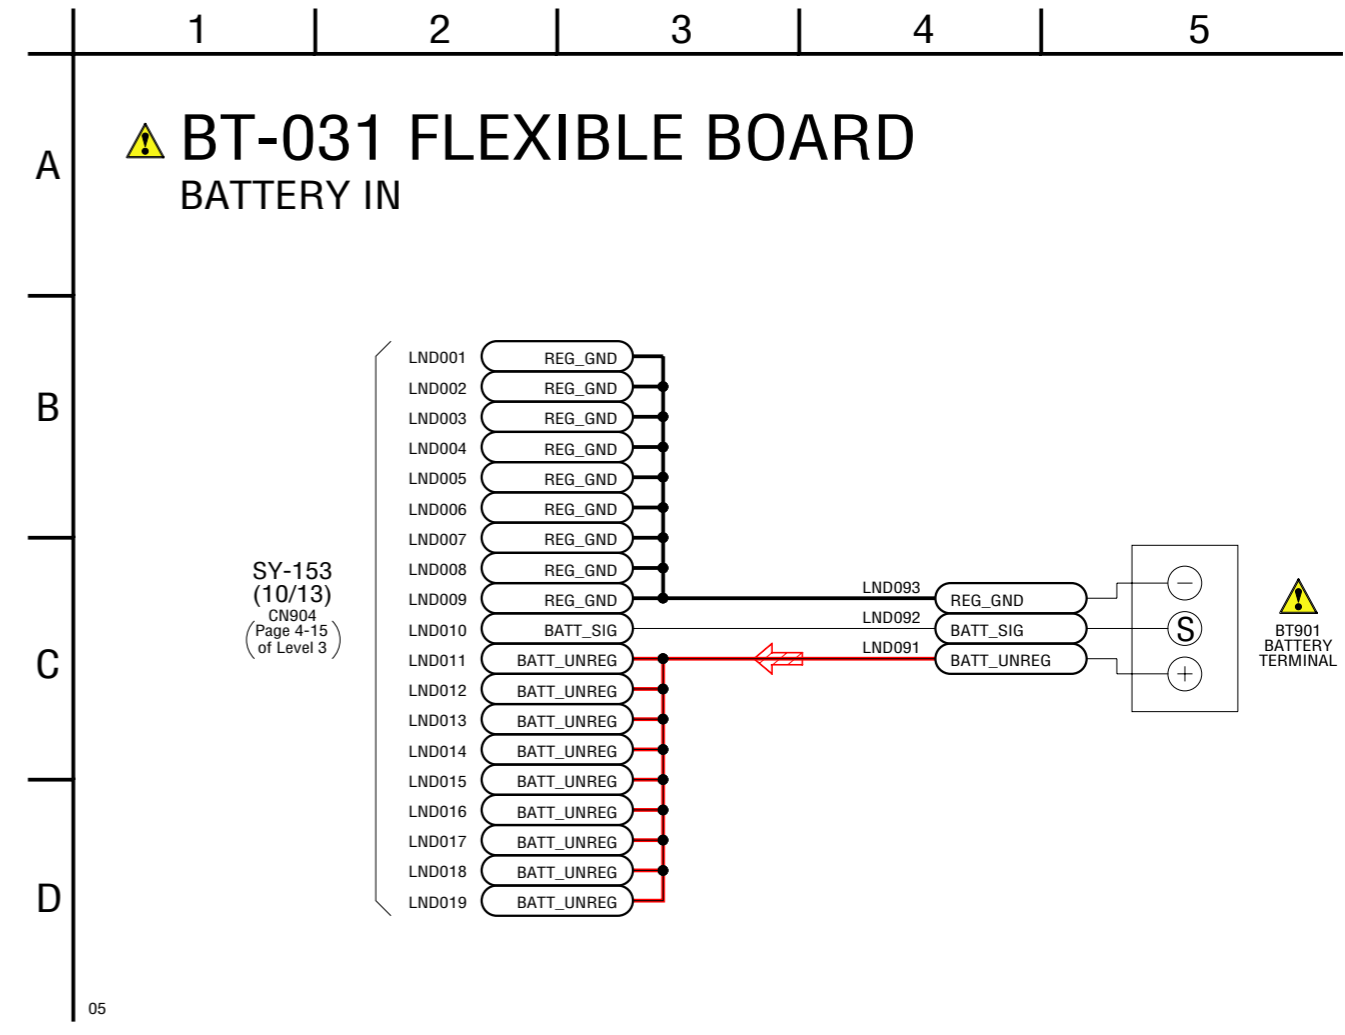 1 2 3 4 5
A
BT-031 FLEXIBLE BOARD
BATTERY IN
B
LND001 REG_GND
LND002 REG_GND
LND003 REG_GND
LND004 REG_GND
LND005 REG_GND
LND006 REG_GND
LND007 REG_GND
LND008 REG_GND
LND009 REG_GND
LND010 BATT_SIG
LND011 BATT_UNREG
LND012 BATT_UNREG
LND013 BATT_UNREG
LND014 BATT_UNREG
LND015 BATT_UNREG
LND016 BATT_UNREG
LND017 BATT_UNREG
LND018 BATT_UNREG
LND019 BATT_UNREG
SY-153
(10/13)
CN904
(Page 4-15
of Level 3)
C
LND093 REG_GND −
LND092 BATT_SIG S
LND091 BATT_UNREG +
BT901
BATTERY
TERMINAL
D
05